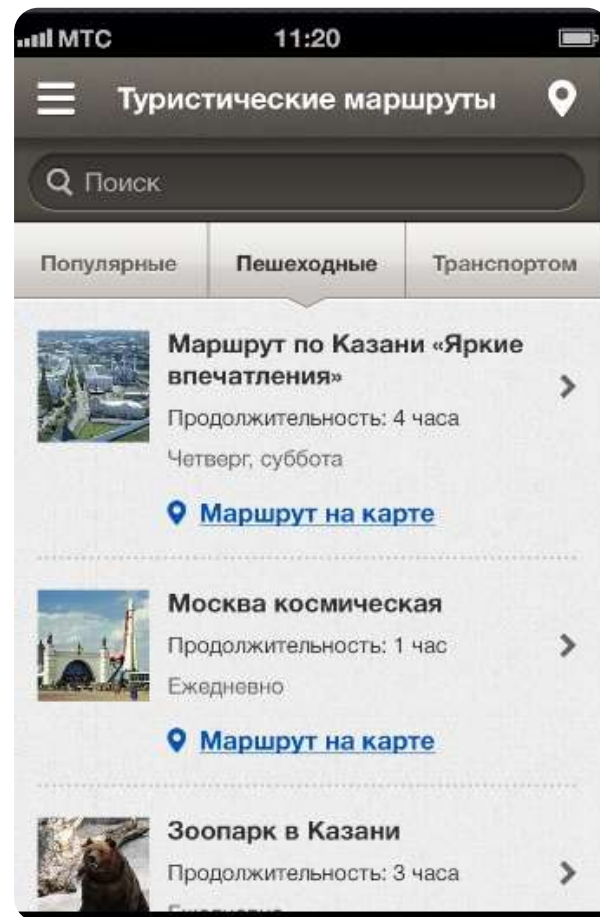 МТС 11:20
Туристические маршруты
Поиск
Популярные Пешеходные Транспортом
Маршрут по Казани «Яркие
впечатления»
Продолжительность: 4 часа
Четверг, суббота
Маршрут на карте
Москва космическая
Продолжительность: 1 час
Ежедневно
Маршрут на карте
Зоопарк в Казани
Продолжительность: 3 часа